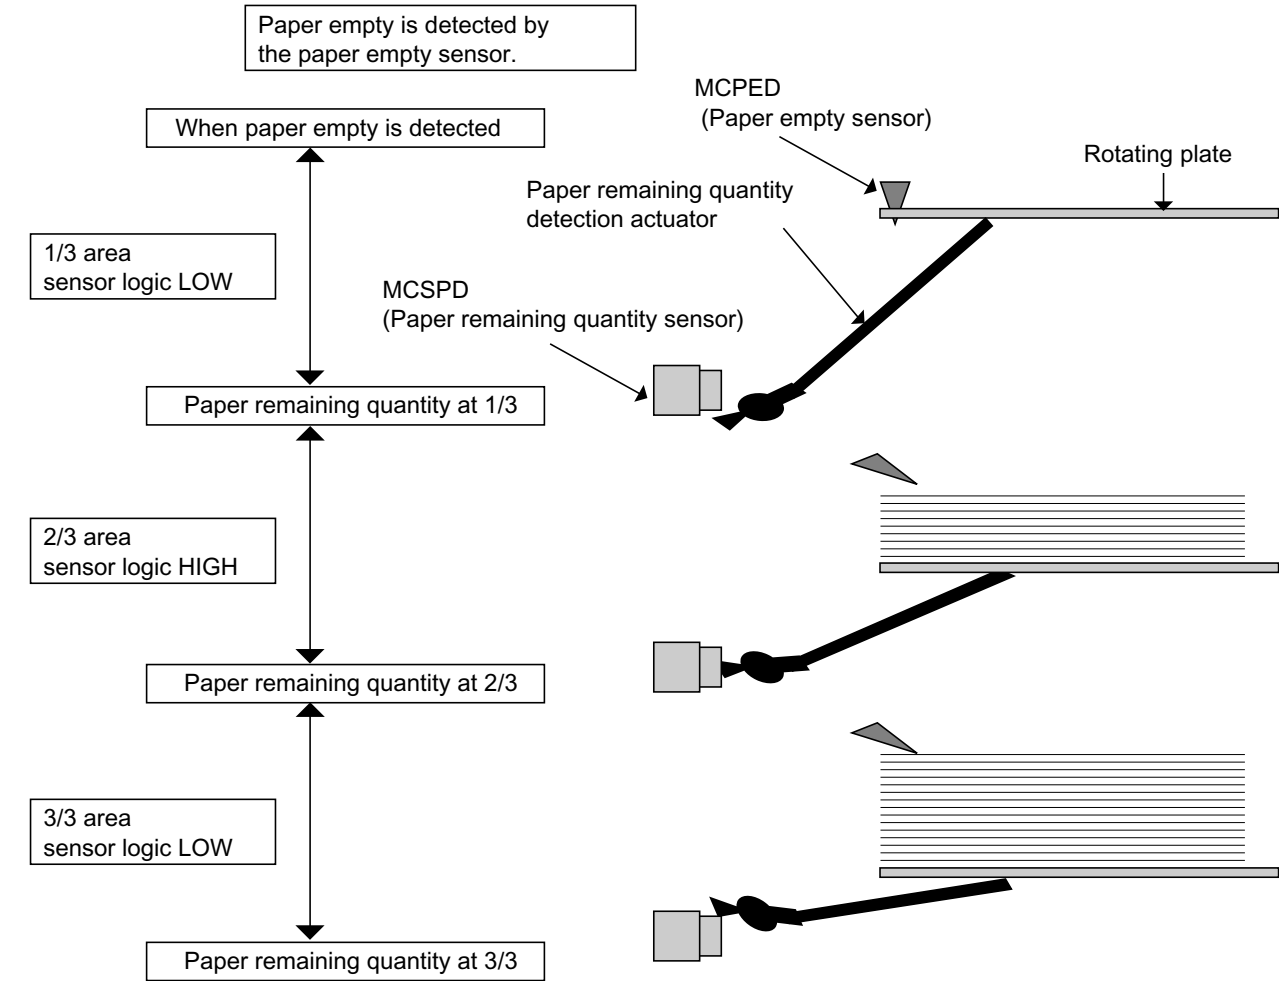 Paper empty is detected by
the paper empty sensor.
MCPED
(Paper empty sensor)
When paper empty is detected
Rotating plate
Paper remaining quantity
detection actuator
1/3 area
sensor logic LOW
MCSPD
(Paper remaining quantity sensor)
Paper remaining quantity at 1/3
2/3 area
sensor logic HIGH
Paper remaining quantity at 2/3
3/3 area
sensor logic LOW
Paper remaining quantity at 3/3